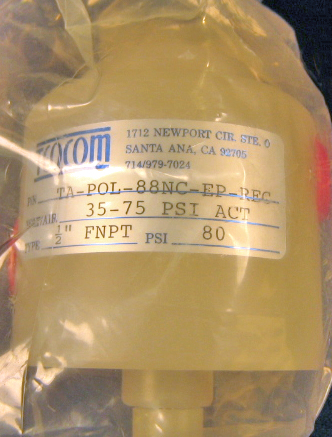 1712 NEWPORT CIR. STE. O
SANTA ANA, CA 92705
714/979-7024
P/N TA-POL-88NC-EP-REC
35-75 PSI ACT
TYPE 1/2" FNPT PSI 80